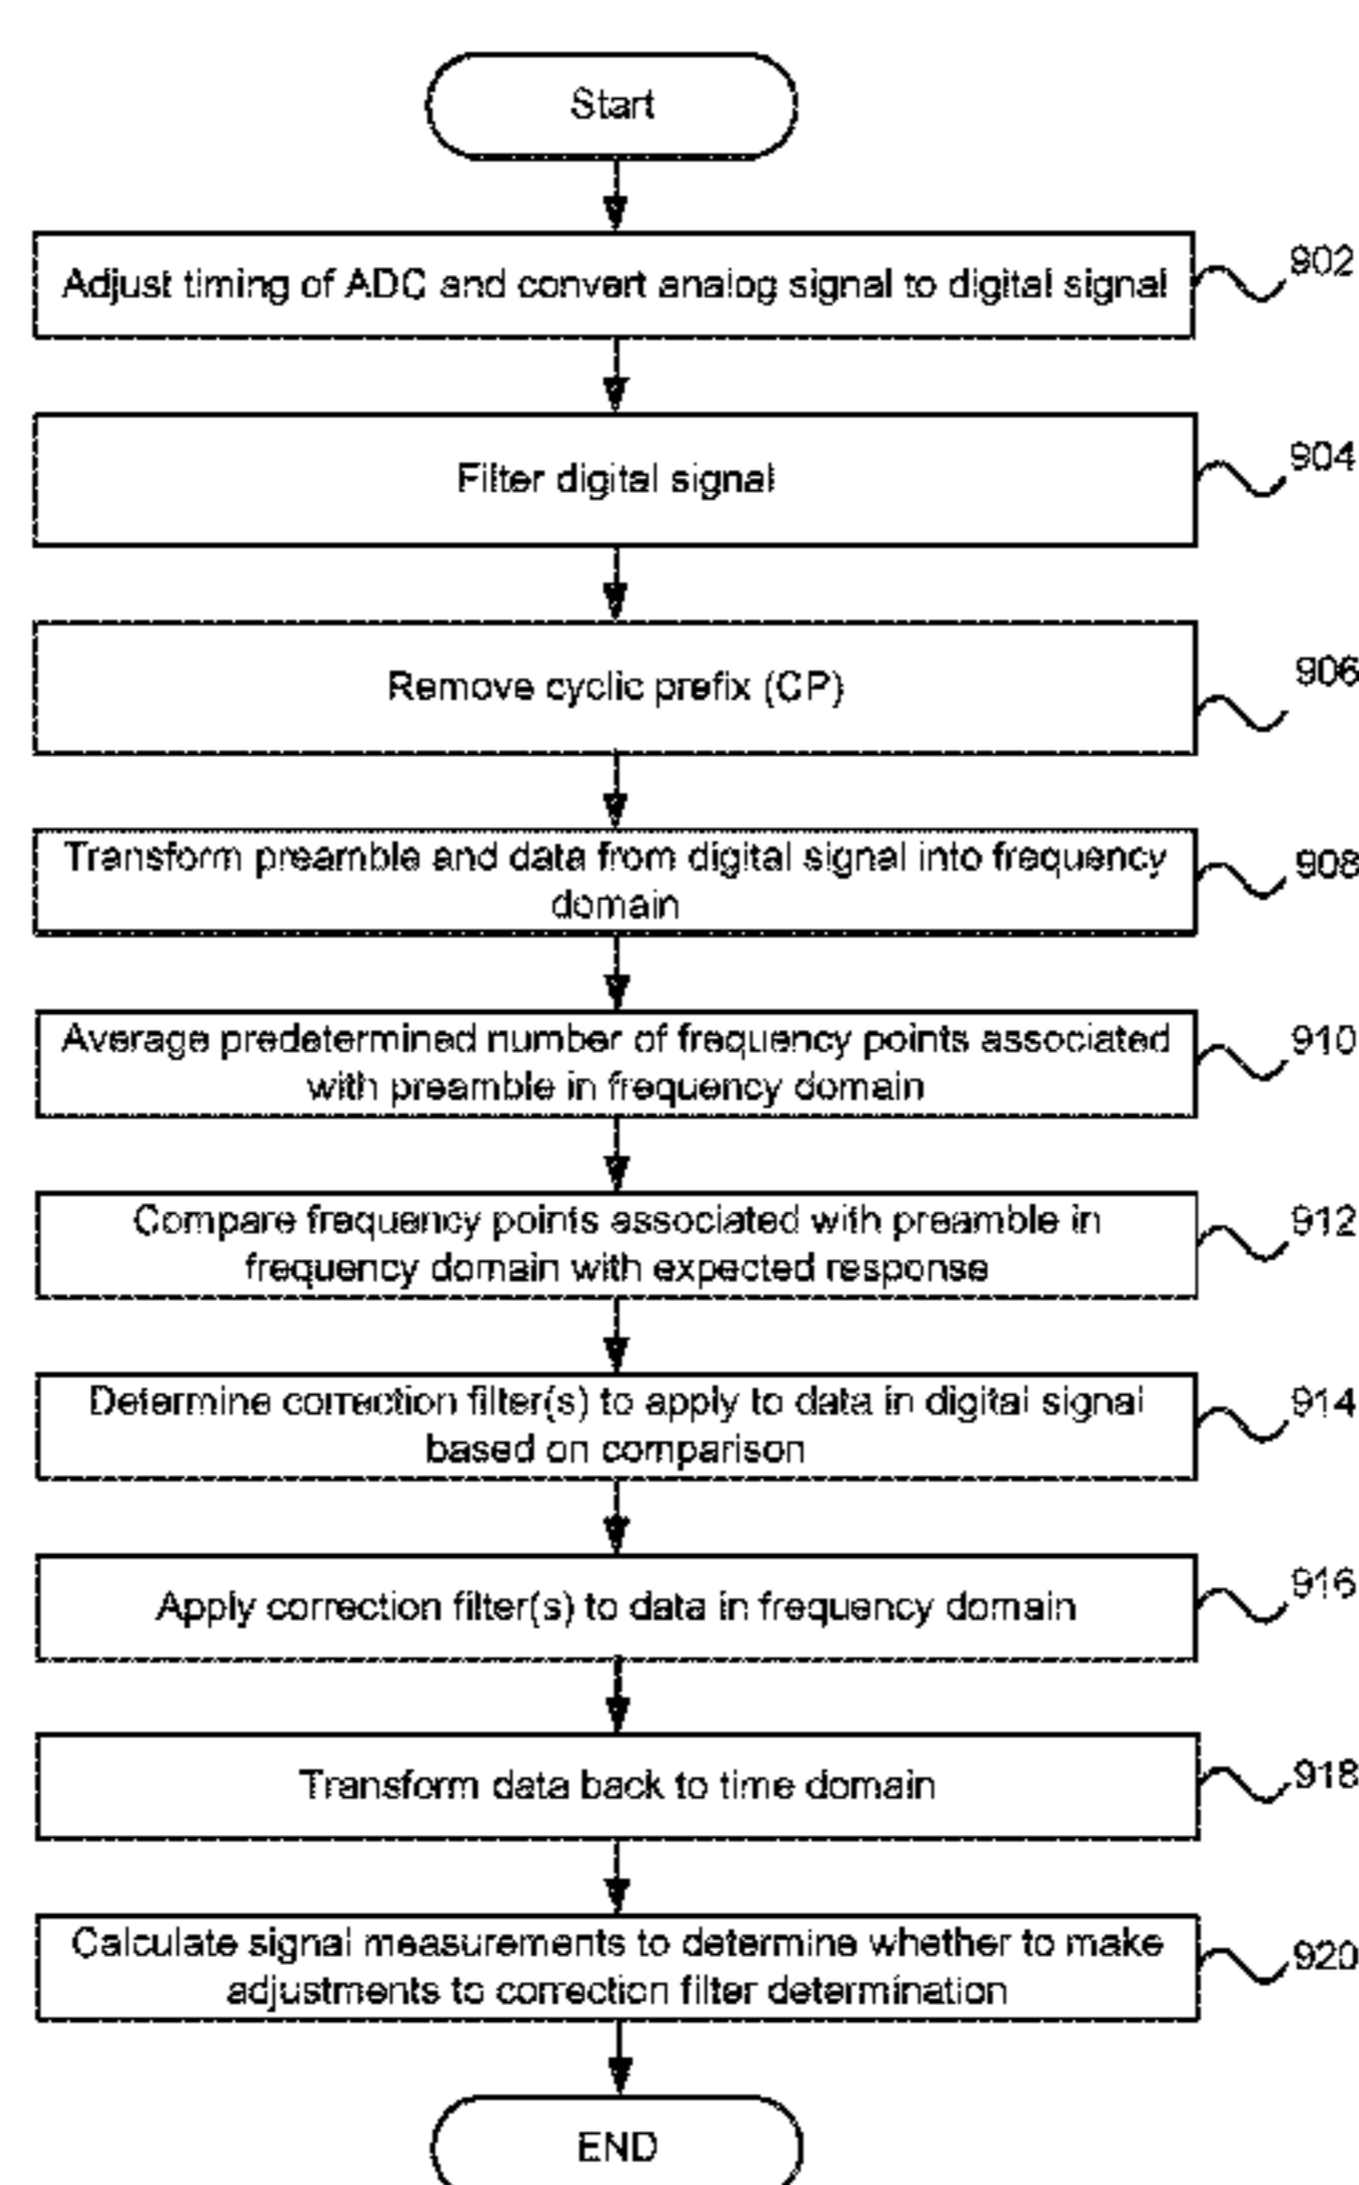 Start
Adjust timing of ADC and convert analog signal to digital signal
902
Filter digital signal
904
Remove cyclic prefix (CP)
906
Transform preamble and data from digital signal into frequency
domain
908
Average predetermined number of frequency points associated
with preamble in frequency domain
910
Compare frequency points associated with preamble in
frequency domain with expected response
912
Determine correction filter(s) to apply to data in digital signal
based on comparison
914
Apply correction filter(s) to data in frequency domain
916
Transform data back to time domain
918
Calculate signal measurements to determine whether to make
adjustments to correction filter determination
920
END